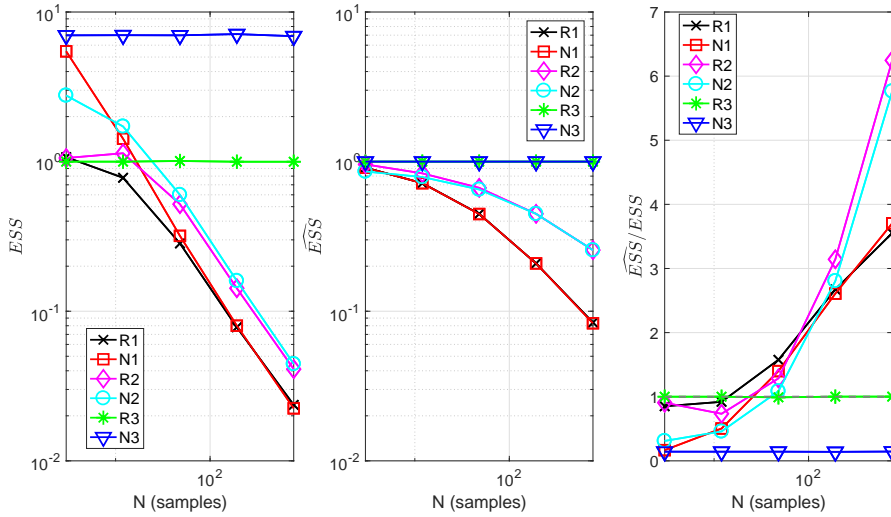 10^1
10^0
10^-1
10^-2
ESS
10^2
N (samples)
R1
N1
R2
N2
R3
N3
10^1
10^0
10^-1
10^-2
\widehat{ESS}
10^2
N (samples)
R1
N1
R2
N2
R3
N3
7
6
5
4
3
2
1
0
\widehat{ESS}/ESS
10^2
N (samples)
R1
N1
R2
N2
R3
N3